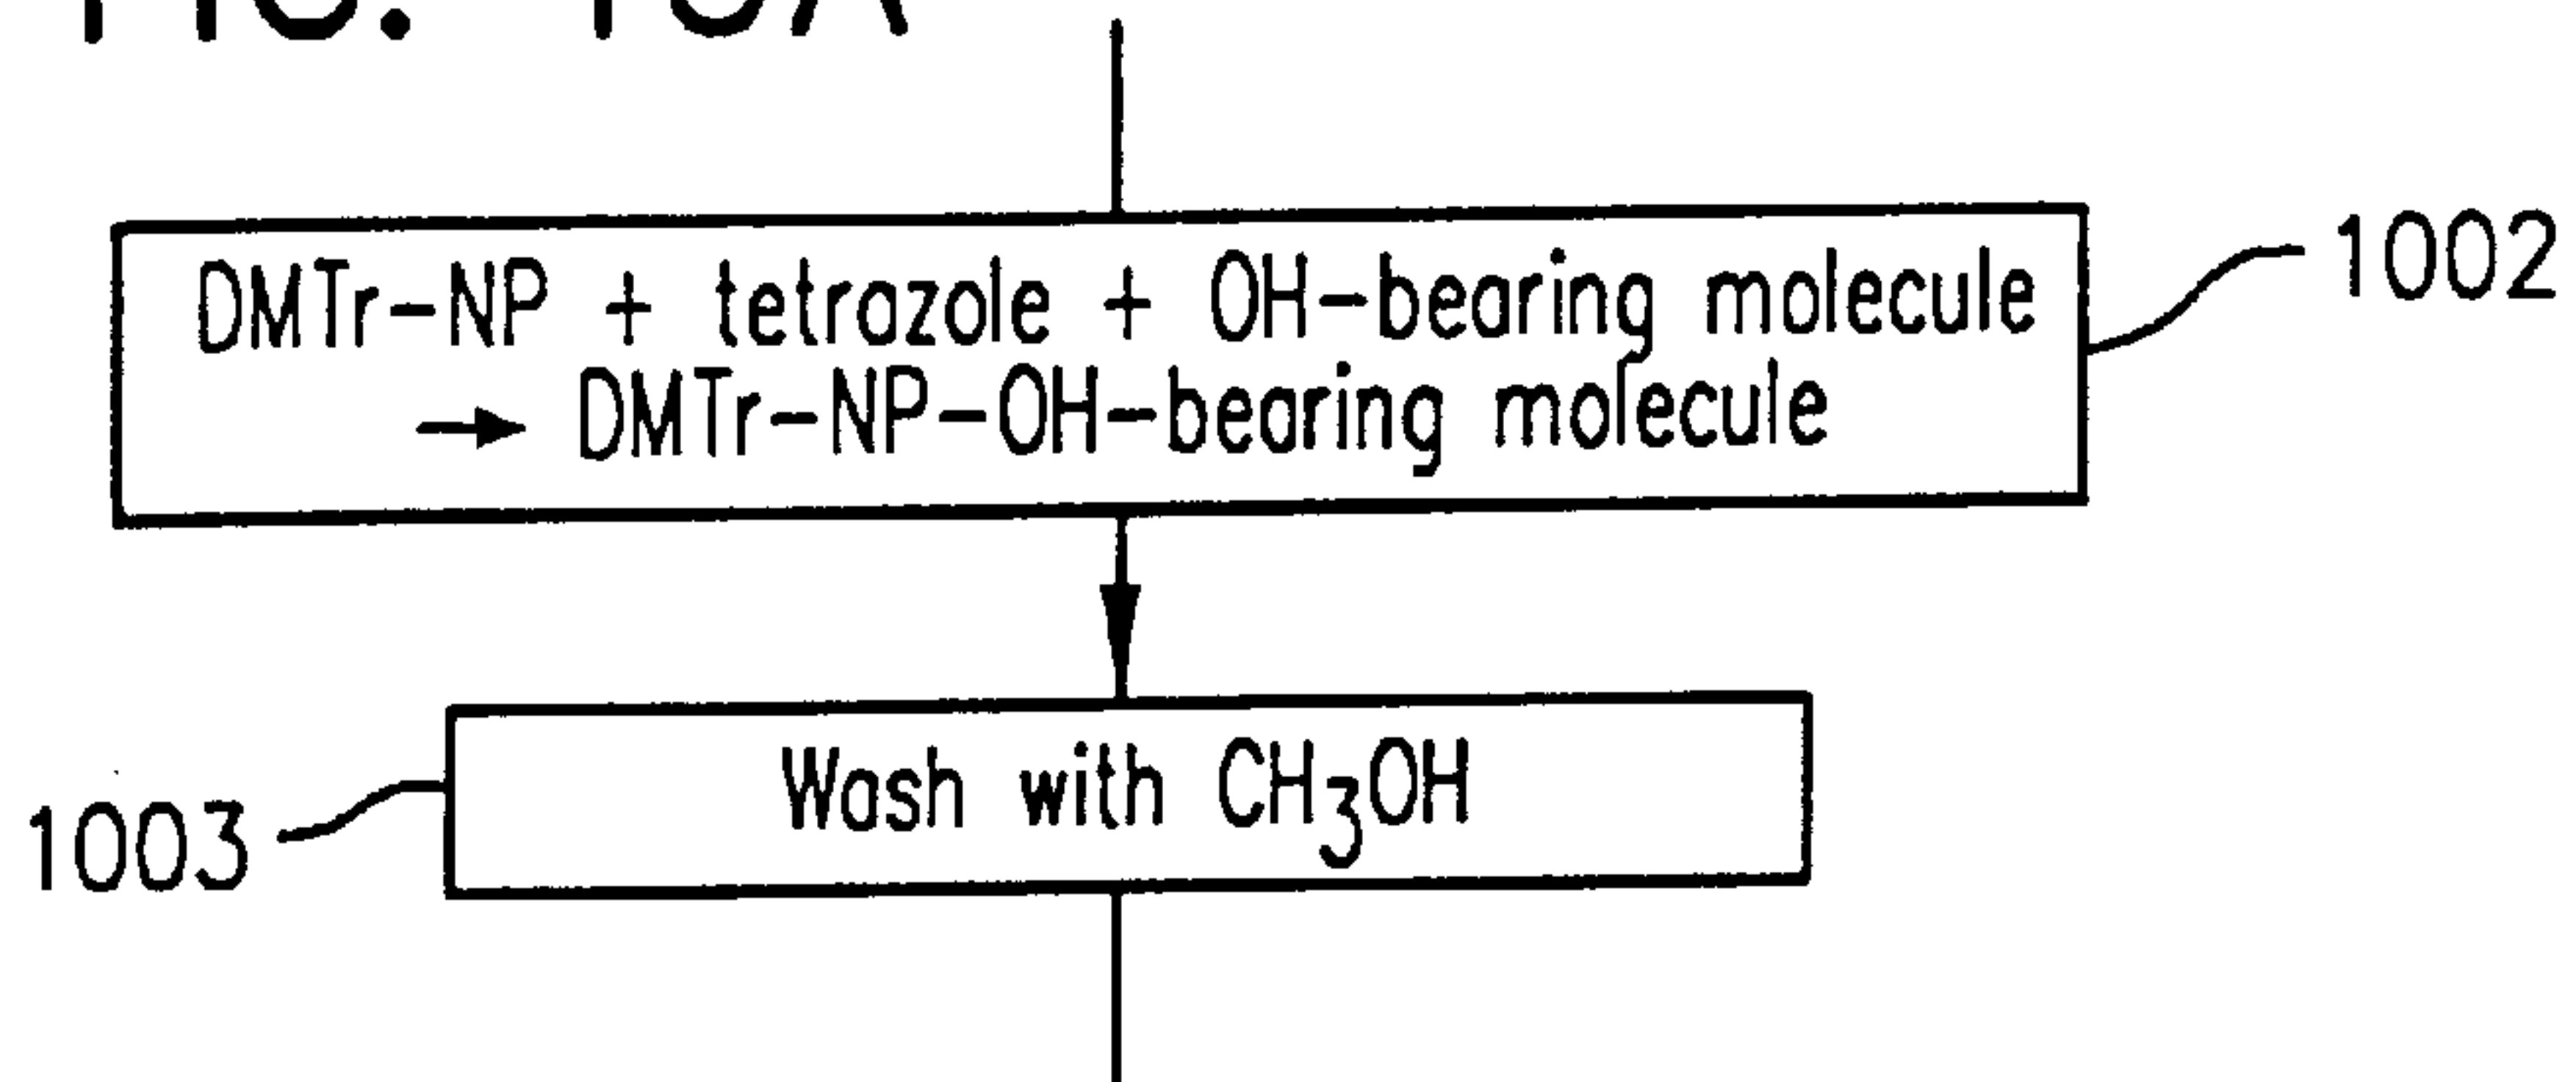 DMTr-NP + tetrazole + OH-bearing molecule
→ DMTr-NP-OH-bearing molecule
1002
Wash with CH₃OH
1003